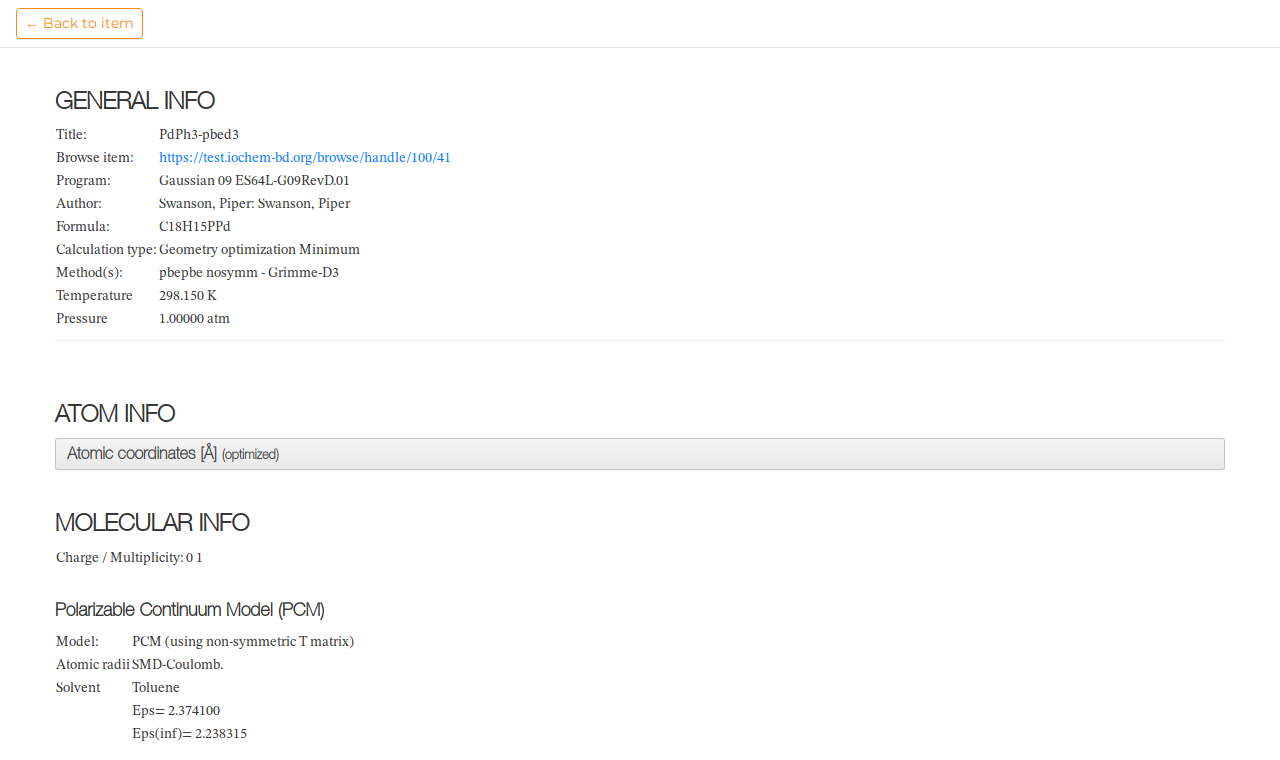 ← Back to item
GENERAL INFO
Title: PdPh3-pbed3
Browse item: https://test.iochem-bd.org/browse/handle/100/41
Program: Gaussian 09 ES64L-G09RevD.01
Author: Swanson, Piper: Swanson, Piper
Formula: C18H15PPd
Calculation type: Geometry optimization Minimum
Method(s): pbepbe nosymm - Grimme-D3
Temperature 298.150 K
Pressure 1.00000 atm
ATOM INFO
Atomic coordinates [Å] (optimized)
MOLECULAR INFO
Charge / Multiplicity: 0 1
Polarizable Continuum Model (PCM)
Model: PCM (using non-symmetric T matrix)
Atomic radii SMD-Coulomb.
Solvent Toluene
Eps= 2.374100
Eps(inf)= 2.238315